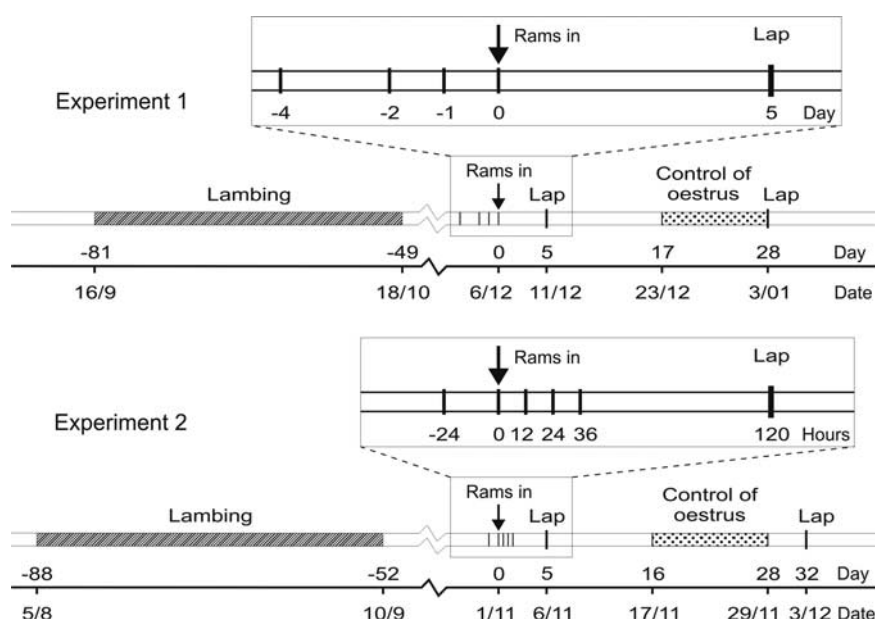 Rams in
Lap
-4 -2 -1 0 5 Day
Experiment 1
Rams in
Lambing
Lap
Control of
oestrus
Lap
-81 -49 0 5 17 28 Day
16/9 18/10 6/12 11/12 23/12 3/01 Date
Rams in
Lap
Experiment 2
-24 0 12 24 36 120 Hours
Rams in
Lambing
Lap
Control of
oestrus
Lap
-88 -52 0 5 16 28 32 Day
5/8 10/9 1/11 6/11 17/11 29/11 3/12 Date